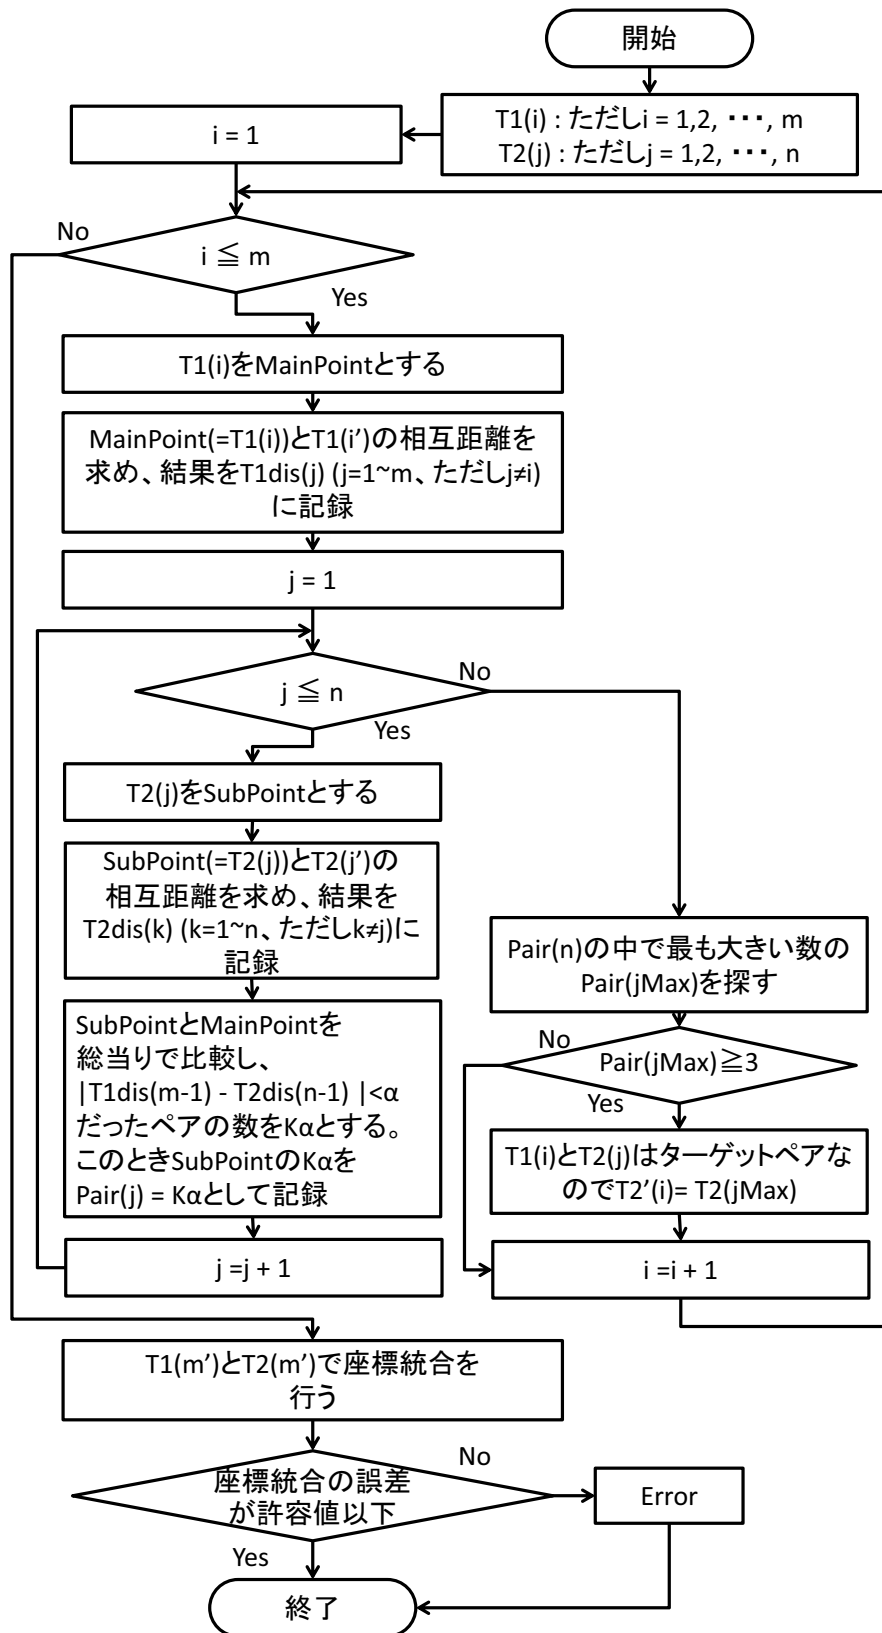 開始
T1(i) : ただしi = 1,2, ・・・, m
T2(j) : ただしj = 1,2, ・・・, n
i = 1
No
i ≦ m
Yes
T1(i)をMainPointとする
MainPoint(=T1(i))とT1(i’)の相互距離を
求め、結果をT1dis(j) (j=1~m、ただしj≠i)
に記録
j = 1
No
j ≦ n
Yes
T2(j)をSubPointとする
SubPoint(=T2(j))とT2(j’)の
相互距離を求め、結果を
T2dis(k) (k=1~n、ただしk≠j)に
記録
SubPointとMainPointを
総当りで比較し、
|T1dis(m-1) - T2dis(n-1) |<α
だったペアの数をKαとする。
このときSubPointのKαを
Pair(j) = Kαとして記録
j =j + 1
Pair(n)の中で最も大きい数の
Pair(jMax)を探す
No
Pair(jMax)≧3
Yes
T1(i)とT2(j)はターゲットペアな
のでT2’(i)= T2(jMax)
i =i + 1
T1(m’)とT2(m’)で座標統合を
行う
No
座標統合の誤差
が許容値以下
Error
Yes
終了